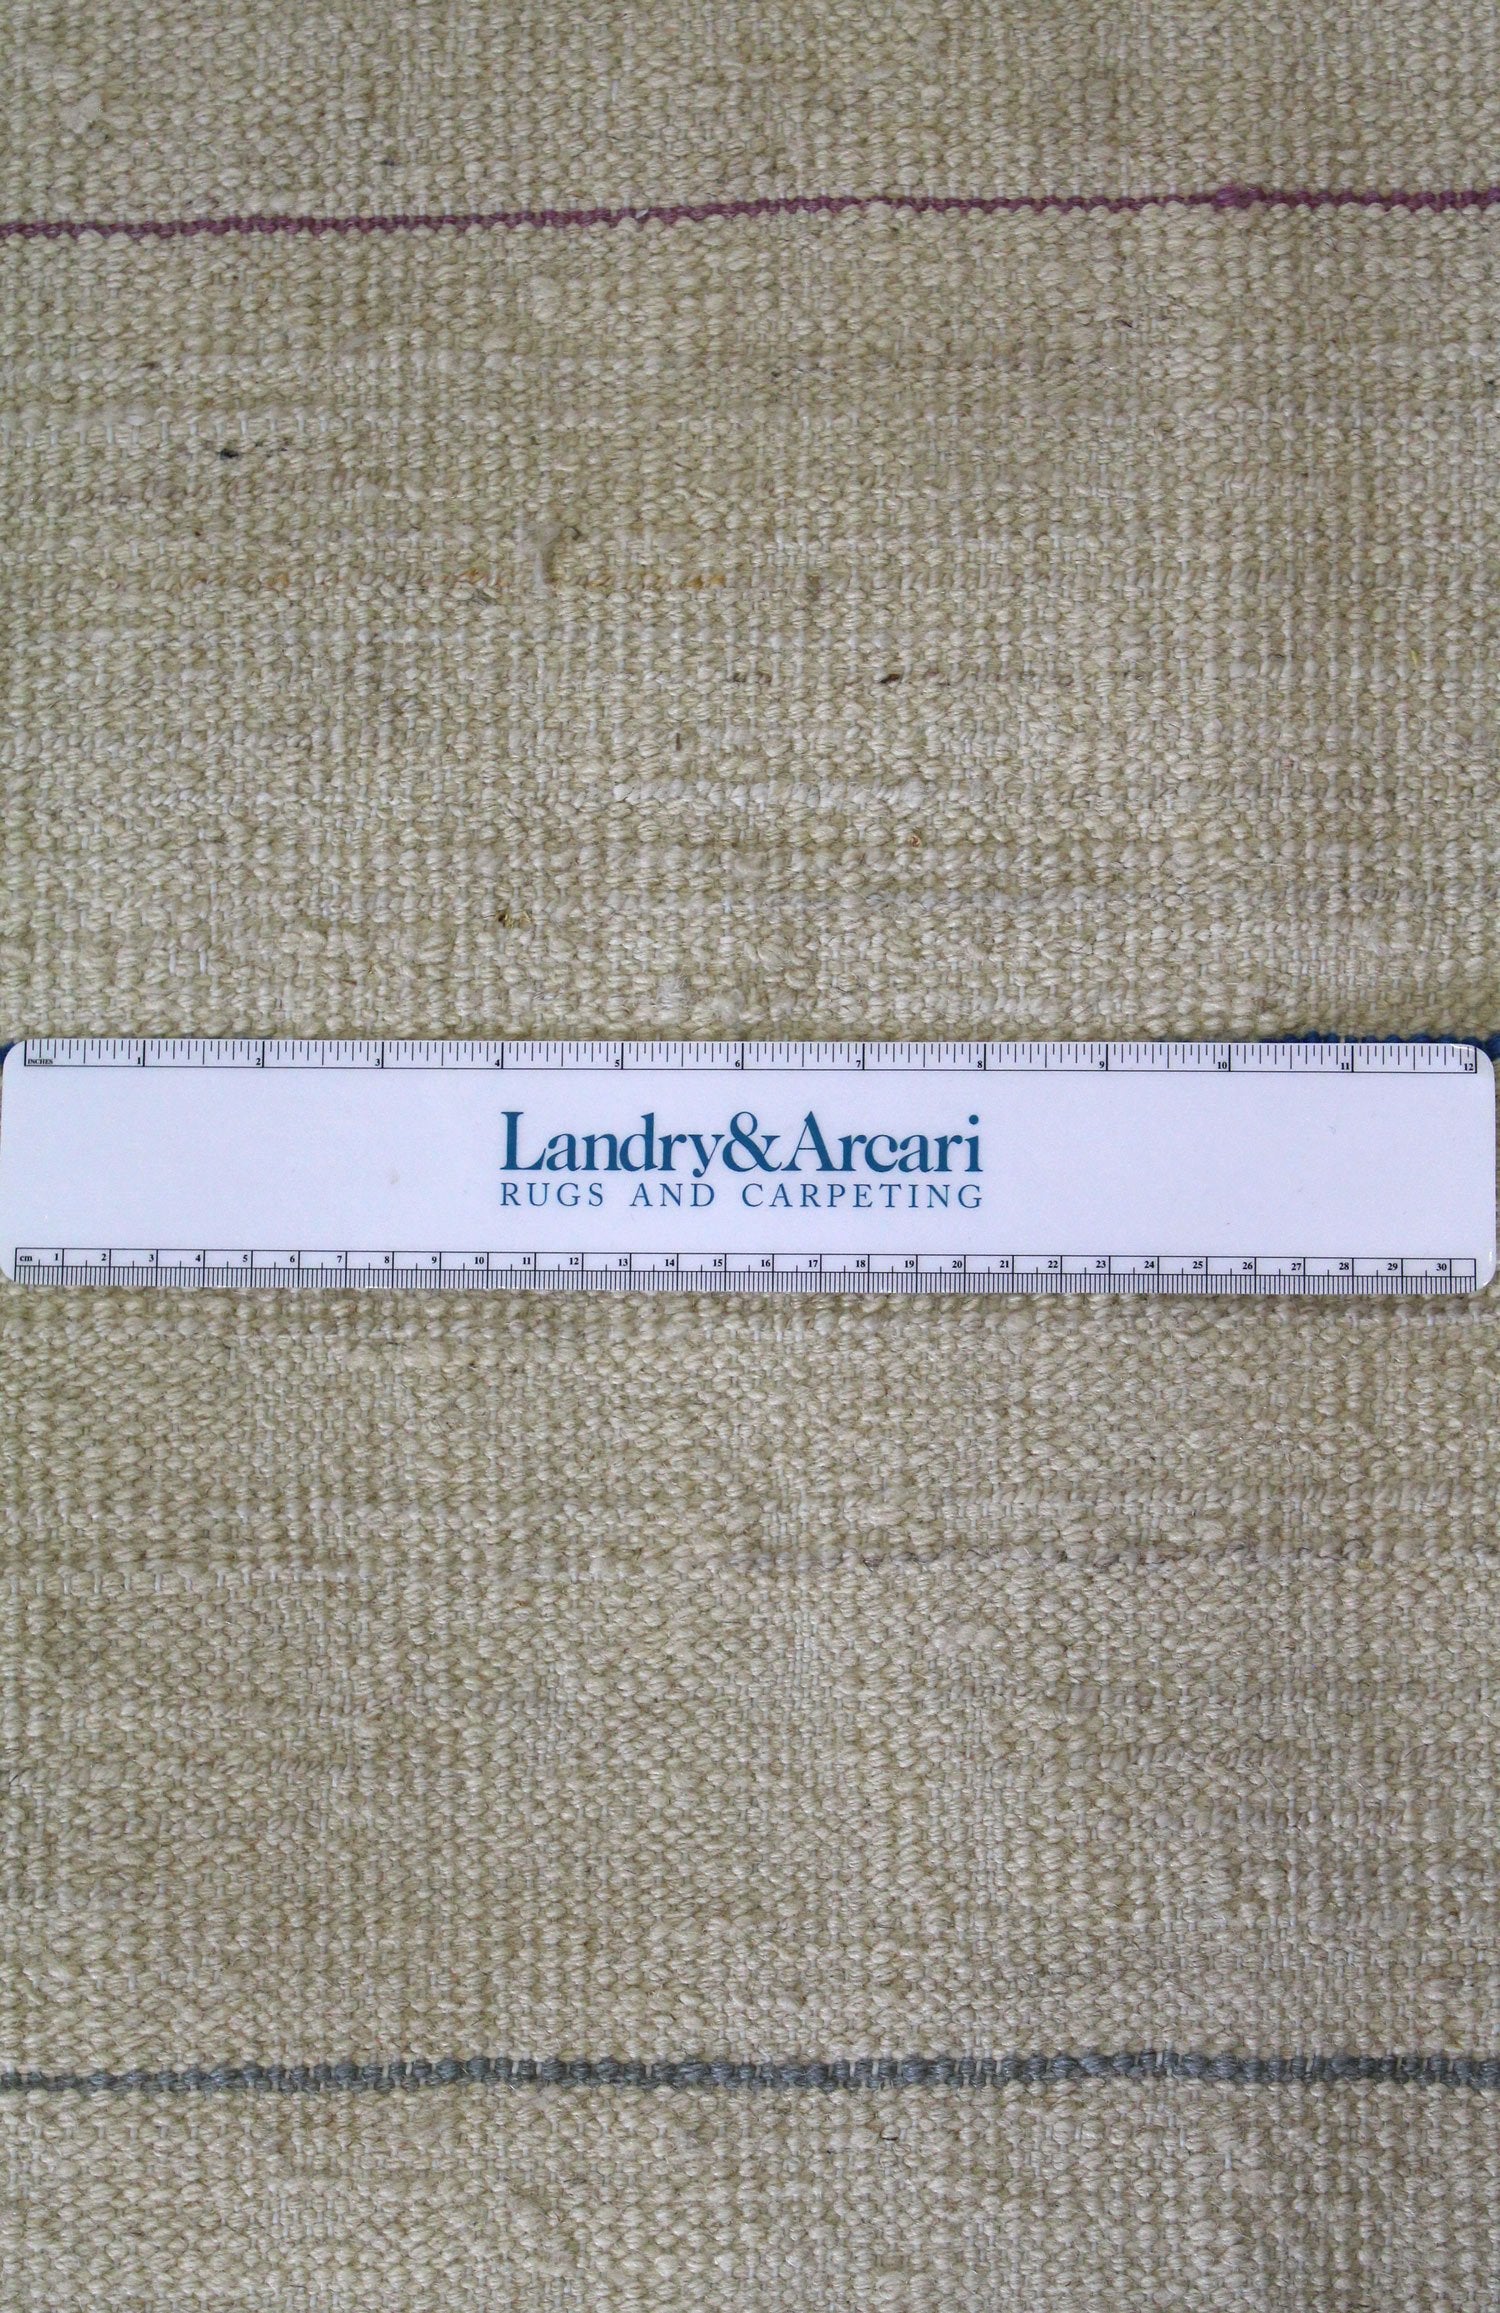 INCHES 1 2 3 4 5 6 7 8 9 10 11 12
Landry&Arcari
RUGS AND CARPETING
cm 1 2 3 4 5 6 7 8 9 10 11 12 13 14 15 16 17 18 19 20 21 22 23 24 25 26 27 28 29 30